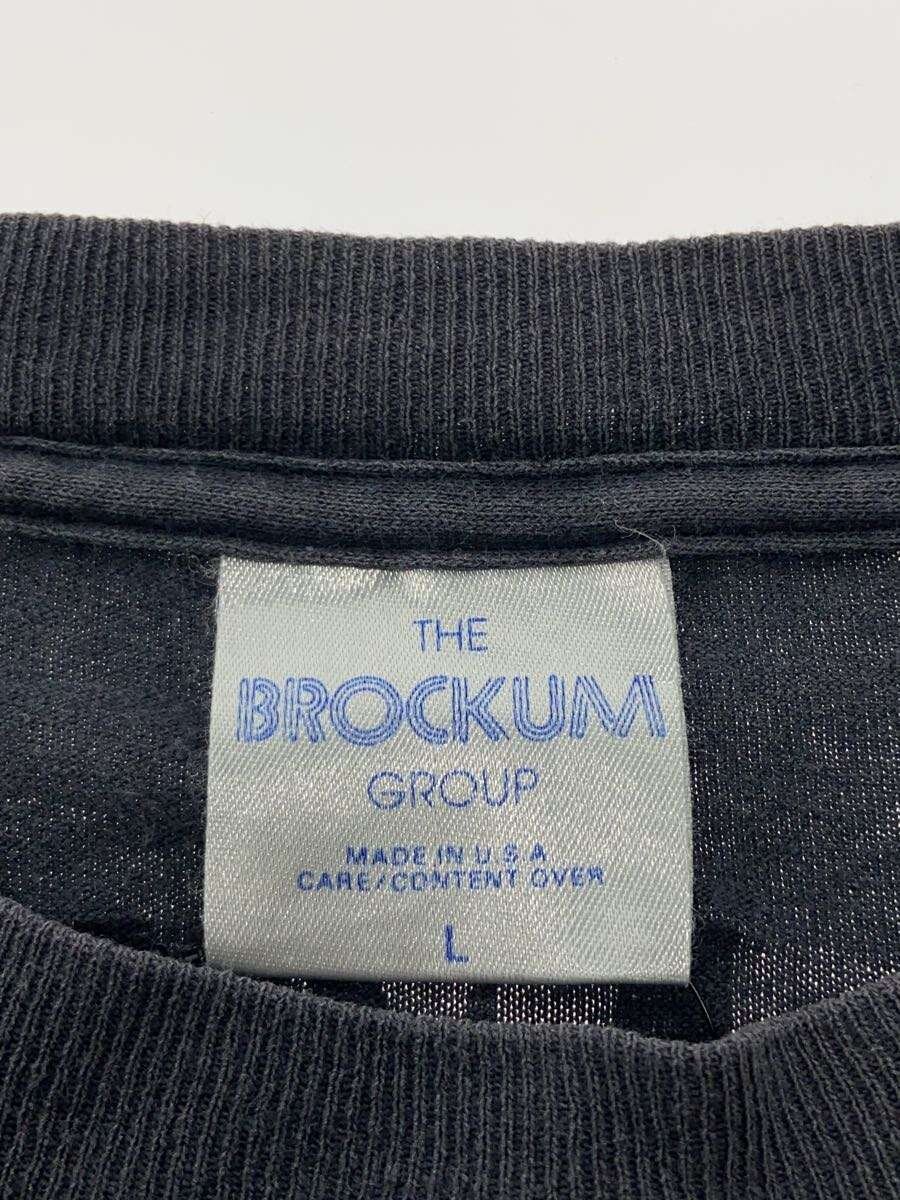 THE
BROCKUM
GROUP
MADE IN U S A
CARE/CONTENT OVER
L